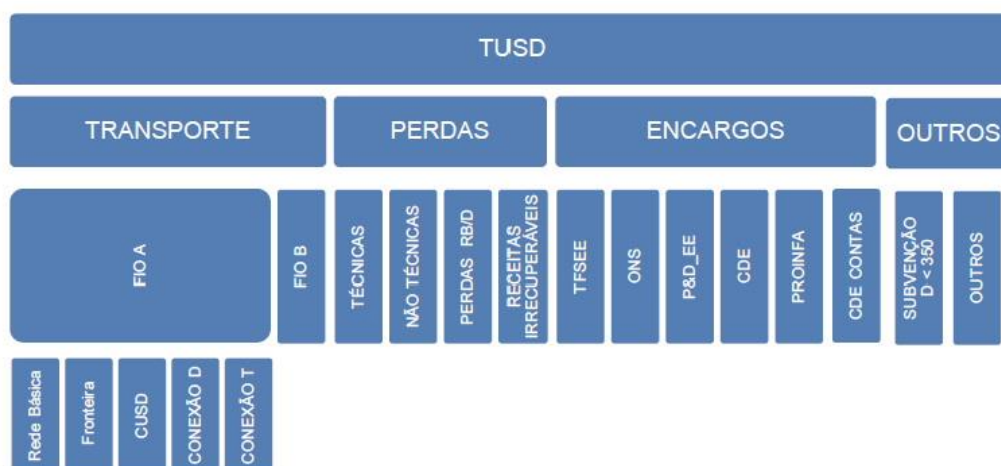 TUSD
TRANSPORTE
PERDAS
ENCARGOS
OUTROS
FIO A
FIO B
TÉCNICAS
NÃO TÉCNICAS
PERDAS RB/D
RECEITAS
IRRECUPERÁVEIS
TFSEE
ONS
P&D_EE
CDE
PROINFA
CDE CONTAS
SUBVENÇÃO
D < 350
OUTROS
Rede Básica
Fronteira
CUSD
CONEXÃO D
CONEXÃO T